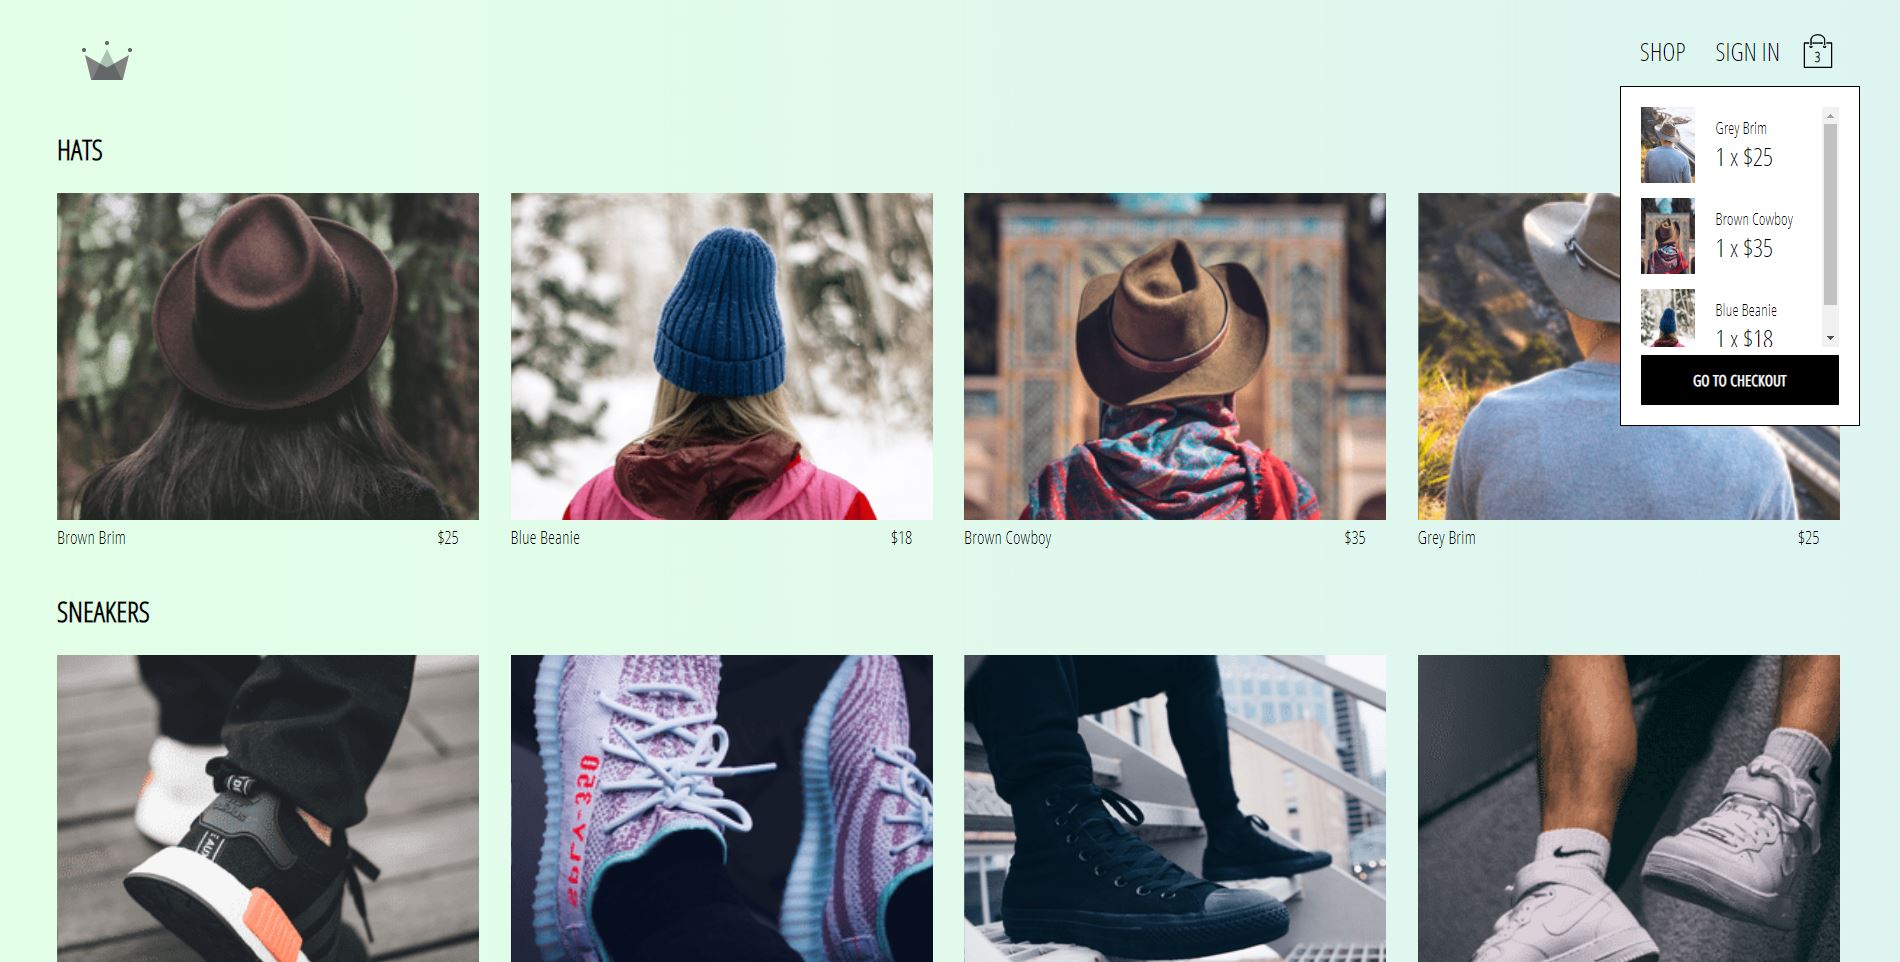 SHOP SIGN IN
3
Grey Brim
1 x $25
Brown Cowboy
1 x $35
Blue Beanie
1 x $18
GO TO CHECKOUT
HATS
Brown Brim $25
Blue Beanie $18
Brown Cowboy $35
Grey Brim $25
SNEAKERS